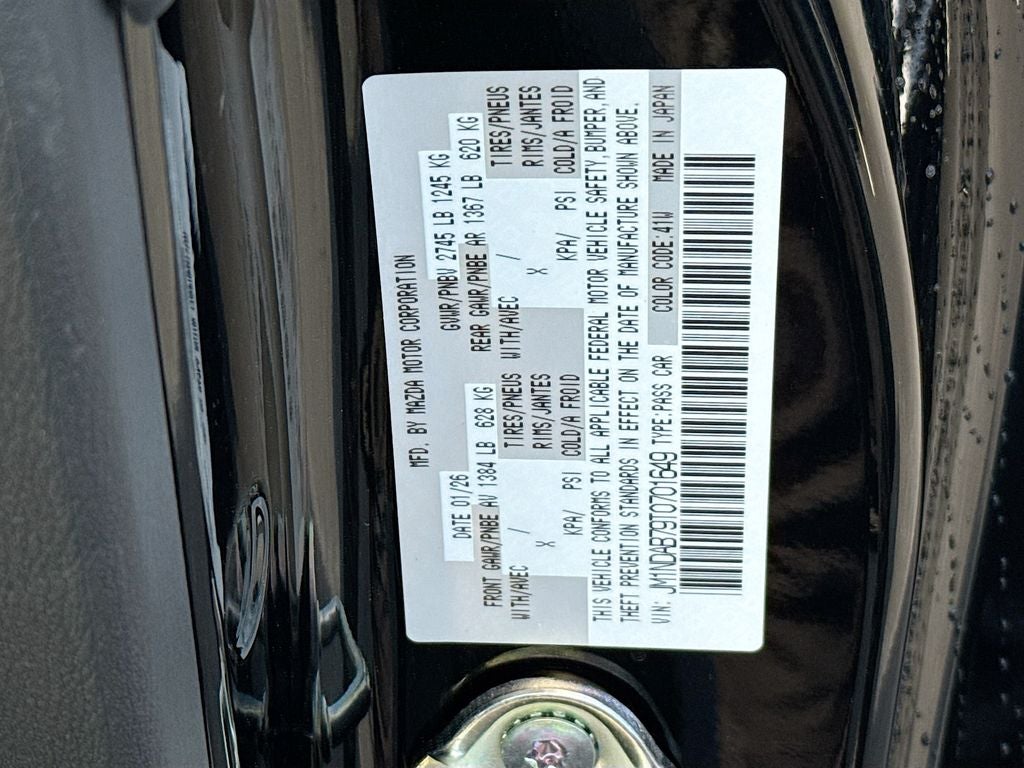 MFD. BY MAZDA MOTOR CORPORATION
DATE 01/26 GVWR/PNBV 2745 LB 1245 KG
FRONT GAWR/PNBE AV 1384 LB 628 KG REAR GAWR/PNBE AR 1367 LB 620 KG
WITH/AVEC TIRES/PNEUS WITH/AVEC TIRES/PNEUS
X / RIMS/JANTES X / RIMS/JANTES
KPA/ PSI COLD/A FROID KPA/ PSI COLD/A FROID
THIS VEHICLE CONFORMS TO ALL APPLICABLE FEDERAL MOTOR VEHICLE SAFETY, BUMPER, AND
THEFT PREVENTION STANDARDS IN EFFECT ON THE DATE OF MANUFACTURE SHOWN ABOVE.
VIN: JM1NDAB79T0701649 TYPE:PASS CAR COLOR CODE:41W MADE IN JAPAN